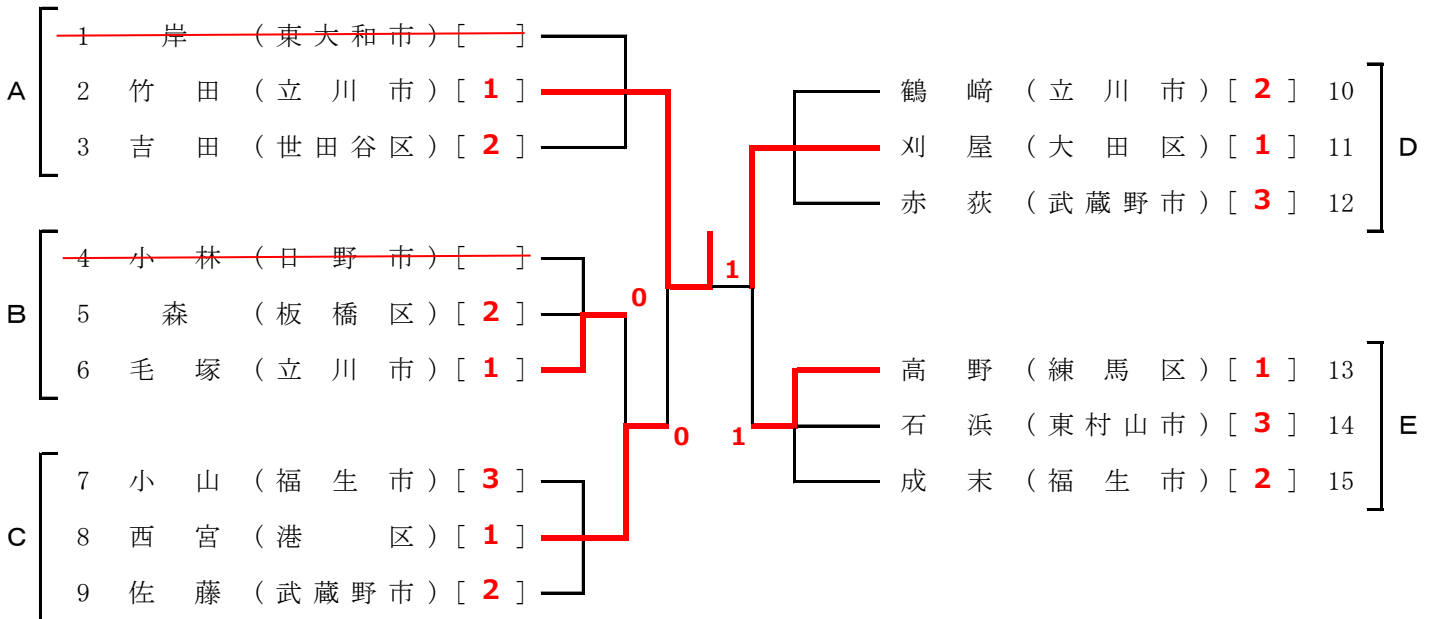 A
1 岸 (東大和市) [ ]
2 竹田 (立川市) [ 1 ]
3 吉田 (世田谷区) [ 2 ]
B
4 小林 (日野市) [ ]
5 森 (板橋区) [ 2 ]
6 毛塚 (立川市) [ 1 ]
C
7 小山 (福生市) [ 3 ]
8 西宮 (港区) [ 1 ]
9 佐藤 (武蔵野市) [ 2 ]
0
0
1
1
鶴﨑 (立川市) [ 2 ] 10
刈屋 (大田区) [ 1 ] 11
赤荻 (武蔵野市) [ 3 ] 12
D
高野 (練馬区) [ 1 ] 13
石浜 (東村山市) [ 3 ] 14
成末 (福生市) [ 2 ] 15
E